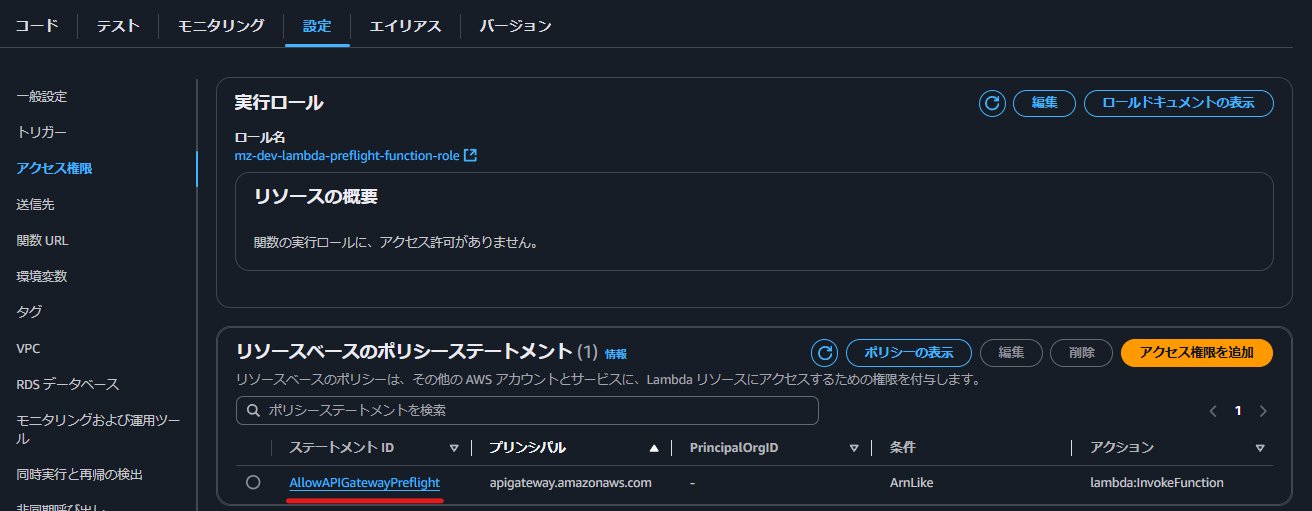 コード テスト モニタリング 設定 エイリアス バージョン
一般設定
トリガー
アクセス権限
送信先
関数 URL
環境変数
タグ
VPC
RDS データベース
モニタリングおよび運用ツー
ル
同時実行と再帰の検出
非同期呼び出し
実行ロール 編集 ロールドキュメントの表示
ロール名
mz-dev-lambda-preflight-function-role
リソースの概要
関数の実行ロールに、アクセス許可がありません。
リソースベースのポリシーステートメント (1) 情報 ポリシーの表示 編集 削除 アクセス権限を追加
リソースベースのポリシーは、その他の AWS アカウントとサービスに、Lambda リソースにアクセスするための権限を付与します。
ポリシーステートメントを検索 1
ステートメント ID プリンシパル PrincipalOrgID 条件 アクション
AllowAPIGatewayPreflight apigateway.amazonaws.com - ArnLike lambda:InvokeFunction